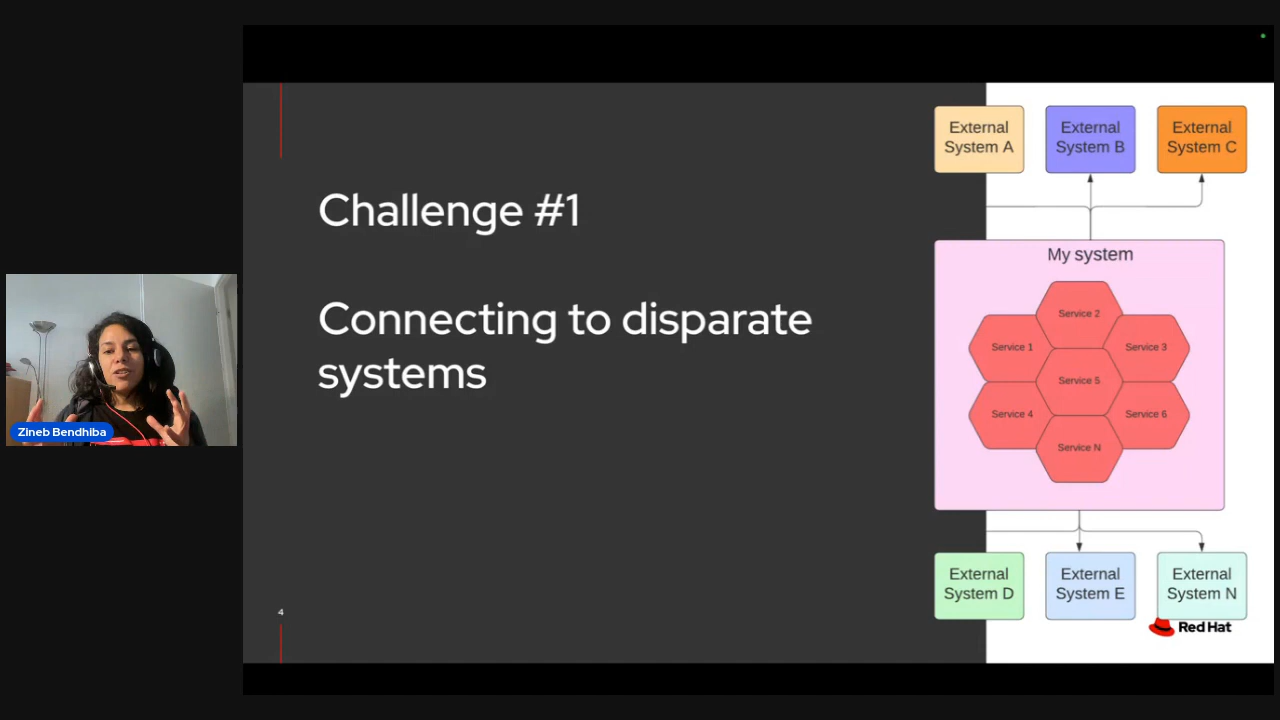 Challenge #1
Connecting to disparate
systems
4
External
System A
External
System B
External
System C
My system
Service 1
Service 2
Service 3
Service 4
Service 5
Service 6
Service N
External
System D
External
System E
External
System N
Red Hat
Zineb Bendhiba